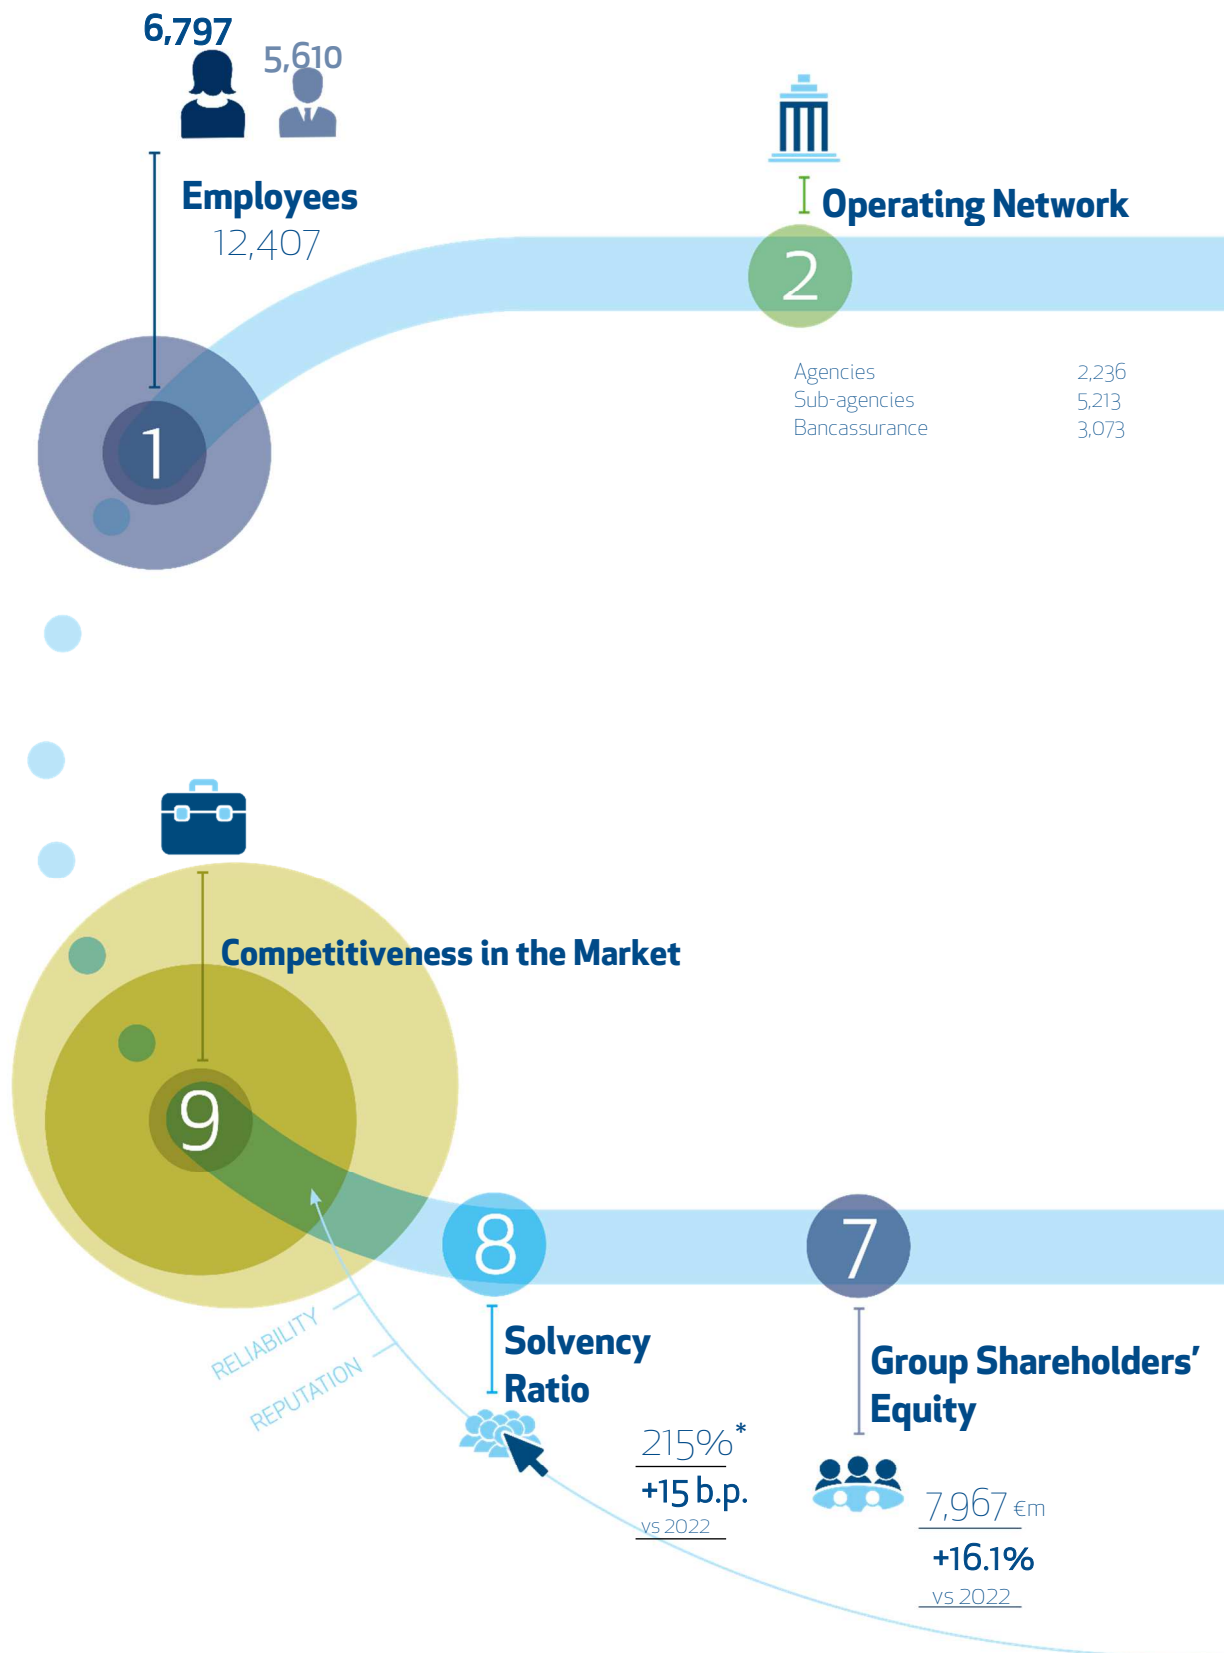 6,797
5,610
Employees
12,407
1
Operating Network
2
Agencies 2,236
Sub-agencies 5,213
Bancassurance 3,073
Competitiveness in the Market
9
RELIABILITY
REPUTATION
8
Solvency
Ratio
215%*
+15 b.p.
vs 2022
7
Group Shareholders’
Equity
7,967 €m
+16.1%
vs 2022